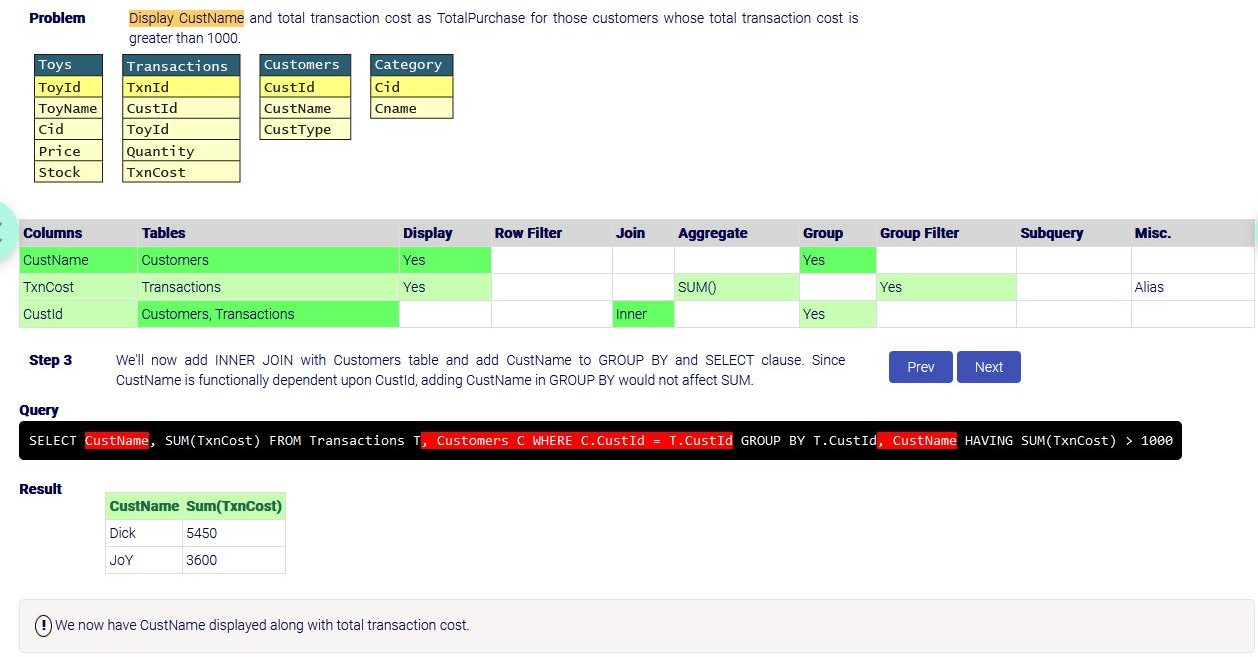 Problem
Display CustName and total transaction cost as TotalPurchase for those customers whose total transaction cost is
greater than 1000.
Toys
ToyId
ToyName
Cid
Price
Stock
Transactions
TxnId
CustId
ToyId
Quantity
TxnCost
Customers
CustId
CustName
CustType
Category
Cid
Cname
Columns Tables Display Row Filter Join Aggregate Group Group Filter Subquery Misc.
CustName Customers Yes Yes
TxnCost Transactions Yes SUM() Yes Alias
CustId Customers, Transactions Inner Yes
Step 3
We'll now add INNER JOIN with Customers table and add CustName to GROUP BY and SELECT clause. Since
CustName is functionally dependent upon CustId, adding CustName in GROUP BY would not affect SUM.
Prev Next
Query
SELECT CustName, SUM(TxnCost) FROM Transactions T, Customers C WHERE C.CustId = T.CustId GROUP BY T.CustId, CustName HAVING SUM(TxnCost) > 1000
Result
CustName Sum(TxnCost)
Dick 5450
JoY 3600
! We now have CustName displayed along with total transaction cost.